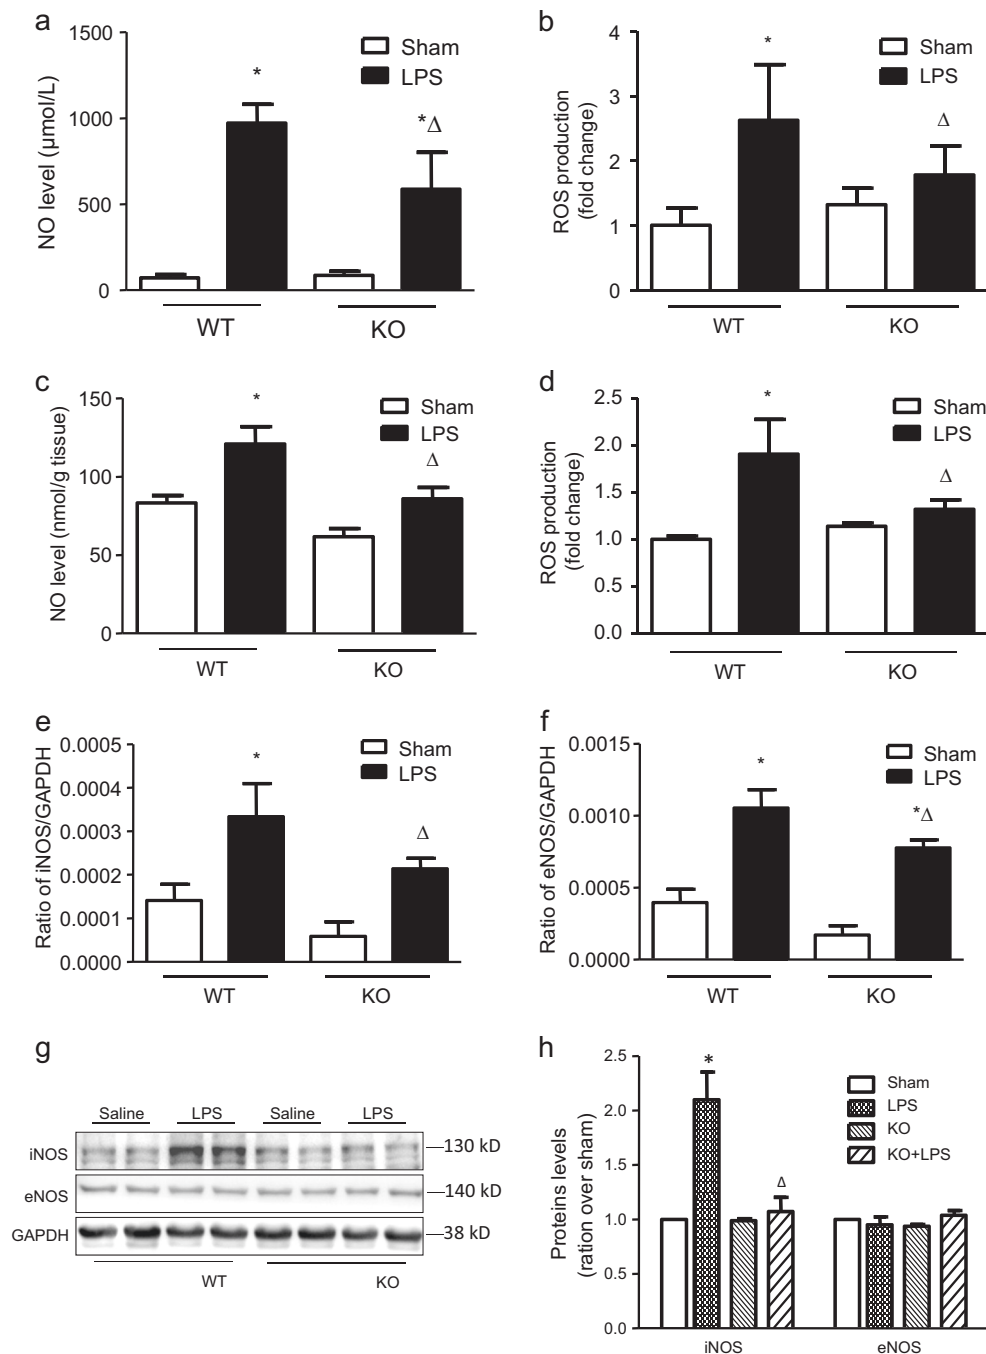 a
NO level (μmol/L)
1500
1000
500
0
Sham
LPS
*
*Δ
WT
KO
b
ROS production
(fold change)
4
3
2
1
0
Sham
LPS
*
Δ
WT
KO
c
NO level (nmol/g tissue)
150
100
50
0
Sham
LPS
*
Δ
WT
KO
d
ROS production
(fold change)
2.5
2.0
1.5
1.0
0.5
0.0
Sham
LPS
*
Δ
WT
KO
e
Ratio of iNOS/GAPDH
0.0005
0.0004
0.0003
0.0002
0.0001
0.0000
Sham
LPS
*
Δ
WT
KO
f
Ratio of eNOS/GAPDH
0.0015
0.0010
0.0005
0.0000
Sham
LPS
*
*Δ
WT
KO
g
Saline LPS Saline LPS
iNOS 130 kD
eNOS 140 kD
GAPDH 38 kD
WT KO
h
Proteins levels
(ration over sham)
2.5
2.0
1.5
1.0
0.5
0.0
Sham
LPS
KO
KO+LPS
*
Δ
iNOS
eNOS